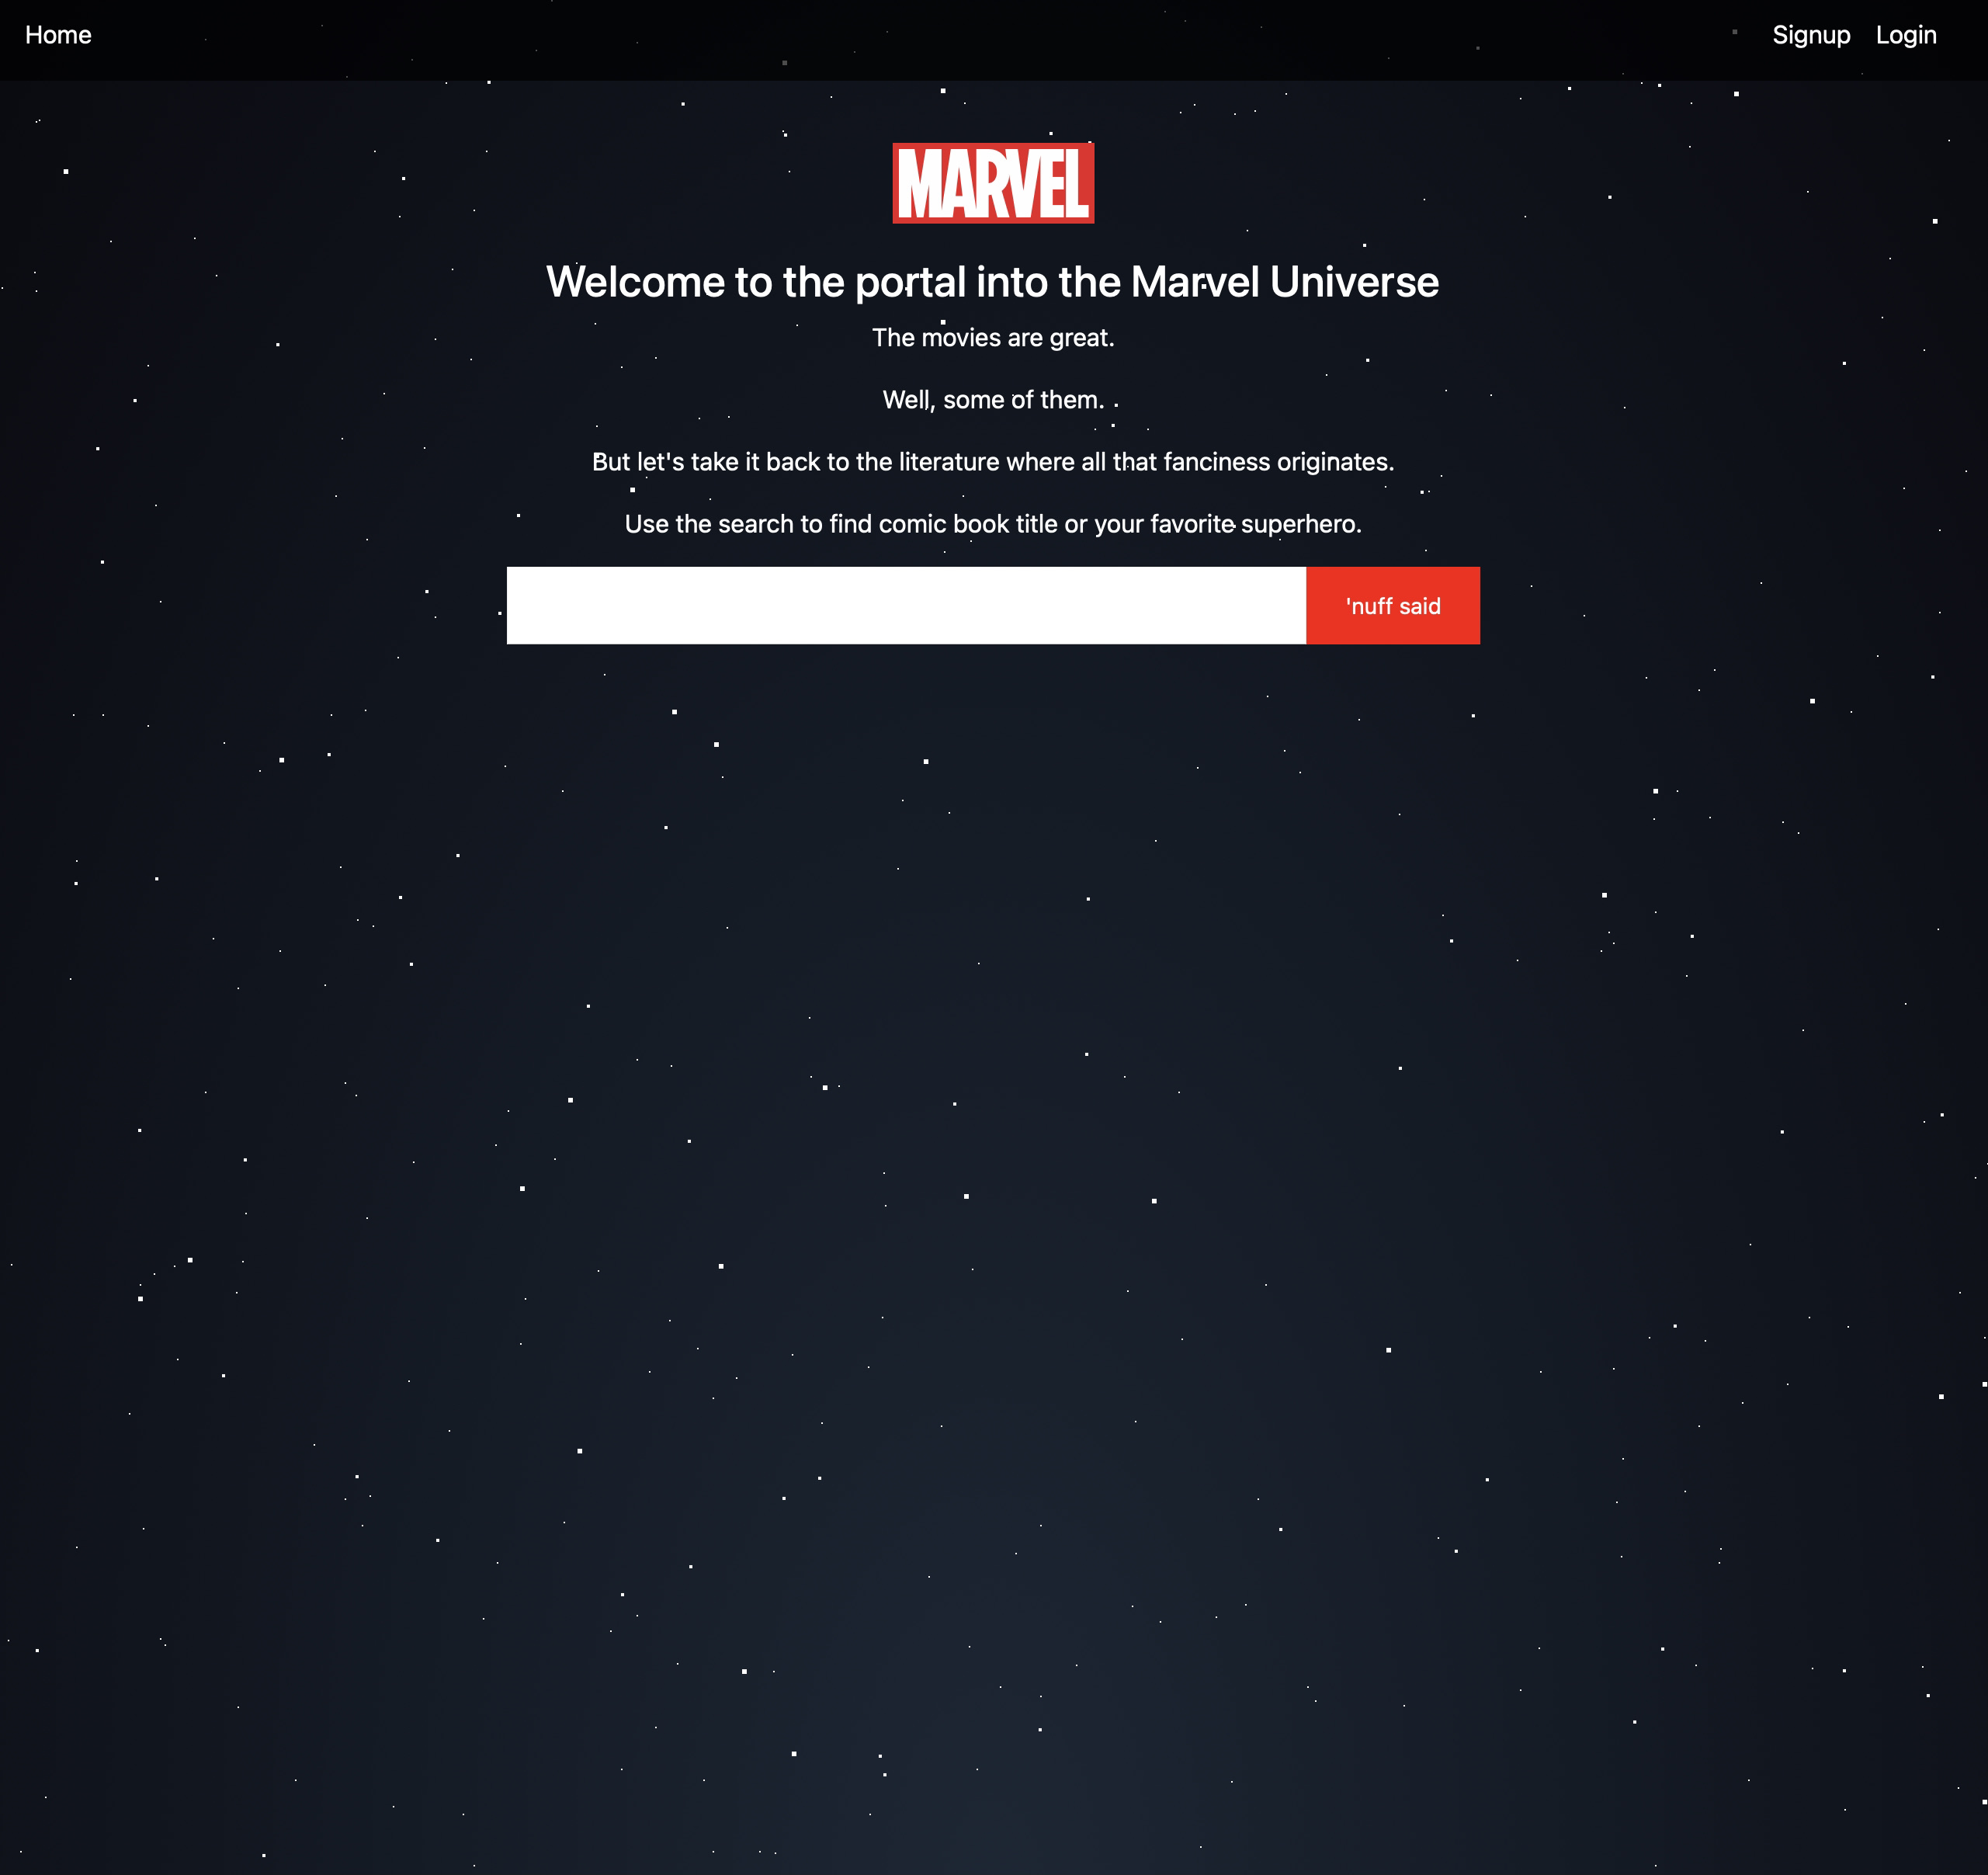 Home
Signup Login
MARVEL
Welcome to the portal into the Marvel Universe
The movies are great.
Well, some of them.
But let's take it back to the literature where all that fanciness originates.
Use the search to find comic book title or your favorite superhero.
'nuff said